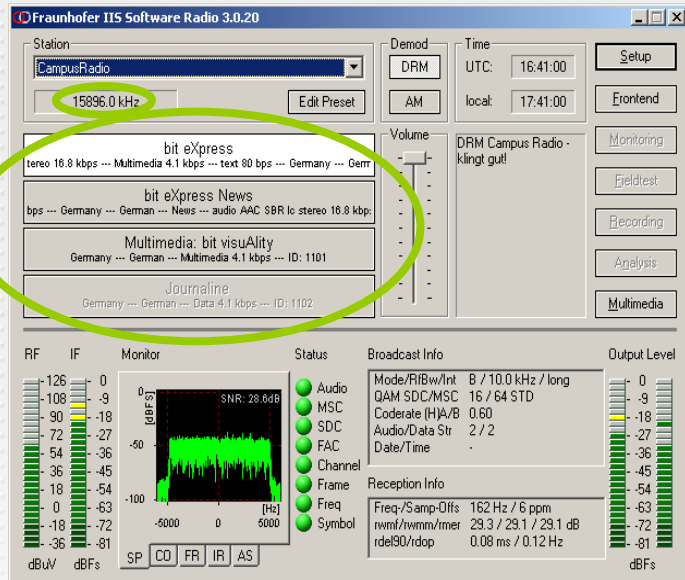 Fraunhofer IIS Software Radio 3.0.20
Station
CampusRadio
15896.0 kHz
Edit Preset
Demod
DRM
AM
Time
UTC: 16:41:00
local: 17:41:00
Setup
Frontend
Monitoring
Fieldtest
Recording
Analysis
Multimedia
bit eXpress
tereo 16.8 kbps --- Multimedia 4.1 kbps --- text 80 bps --- Germany --- Germ
bit eXpress News
bps --- Germany --- German --- News --- audio AAC SBR lc stereo 16.8 kbp:
Multimedia: bit visuAlity
Germany --- German --- Multimedia 4.1 kbps --- ID: 1101
Journaline
Germany --- German --- Data 4.1 kbps --- ID: 1102
Volume
DRM Campus Radio -
klingt gut!
RF IF
126 0
108 -9
90 -18
72 -27
54 -36
36 -45
18 -54
0 -63
-18 -72
-36 -81
dBuV dBFs
Monitor
SNR: 28.6dB
[dBFS]
0
-50
-100
[Hz]
-5000 0 5000
SP CO FR IR AS
Status
Audio
MSC
SDC
FAC
Channel
Frame
Freq
Symbol
Broadcast Info
Mode/RfBw/Int B / 10.0 kHz / long
QAM SDC/MSC 16 / 64 STD
Coderate (H)A/B 0.60
Audio/Data Str 2 / 2
Date/Time -
Reception Info
Freq-/Samp-Offs 162 Hz / 6 ppm
rwmf/rwmm/rmer 29.3 / 29.1 / 29.1 dB
rdel90/rdop 0.08 ms / 0.12 Hz
Output Level
0
-9
-18
-27
-36
-45
-54
-63
-72
-81
dBFs